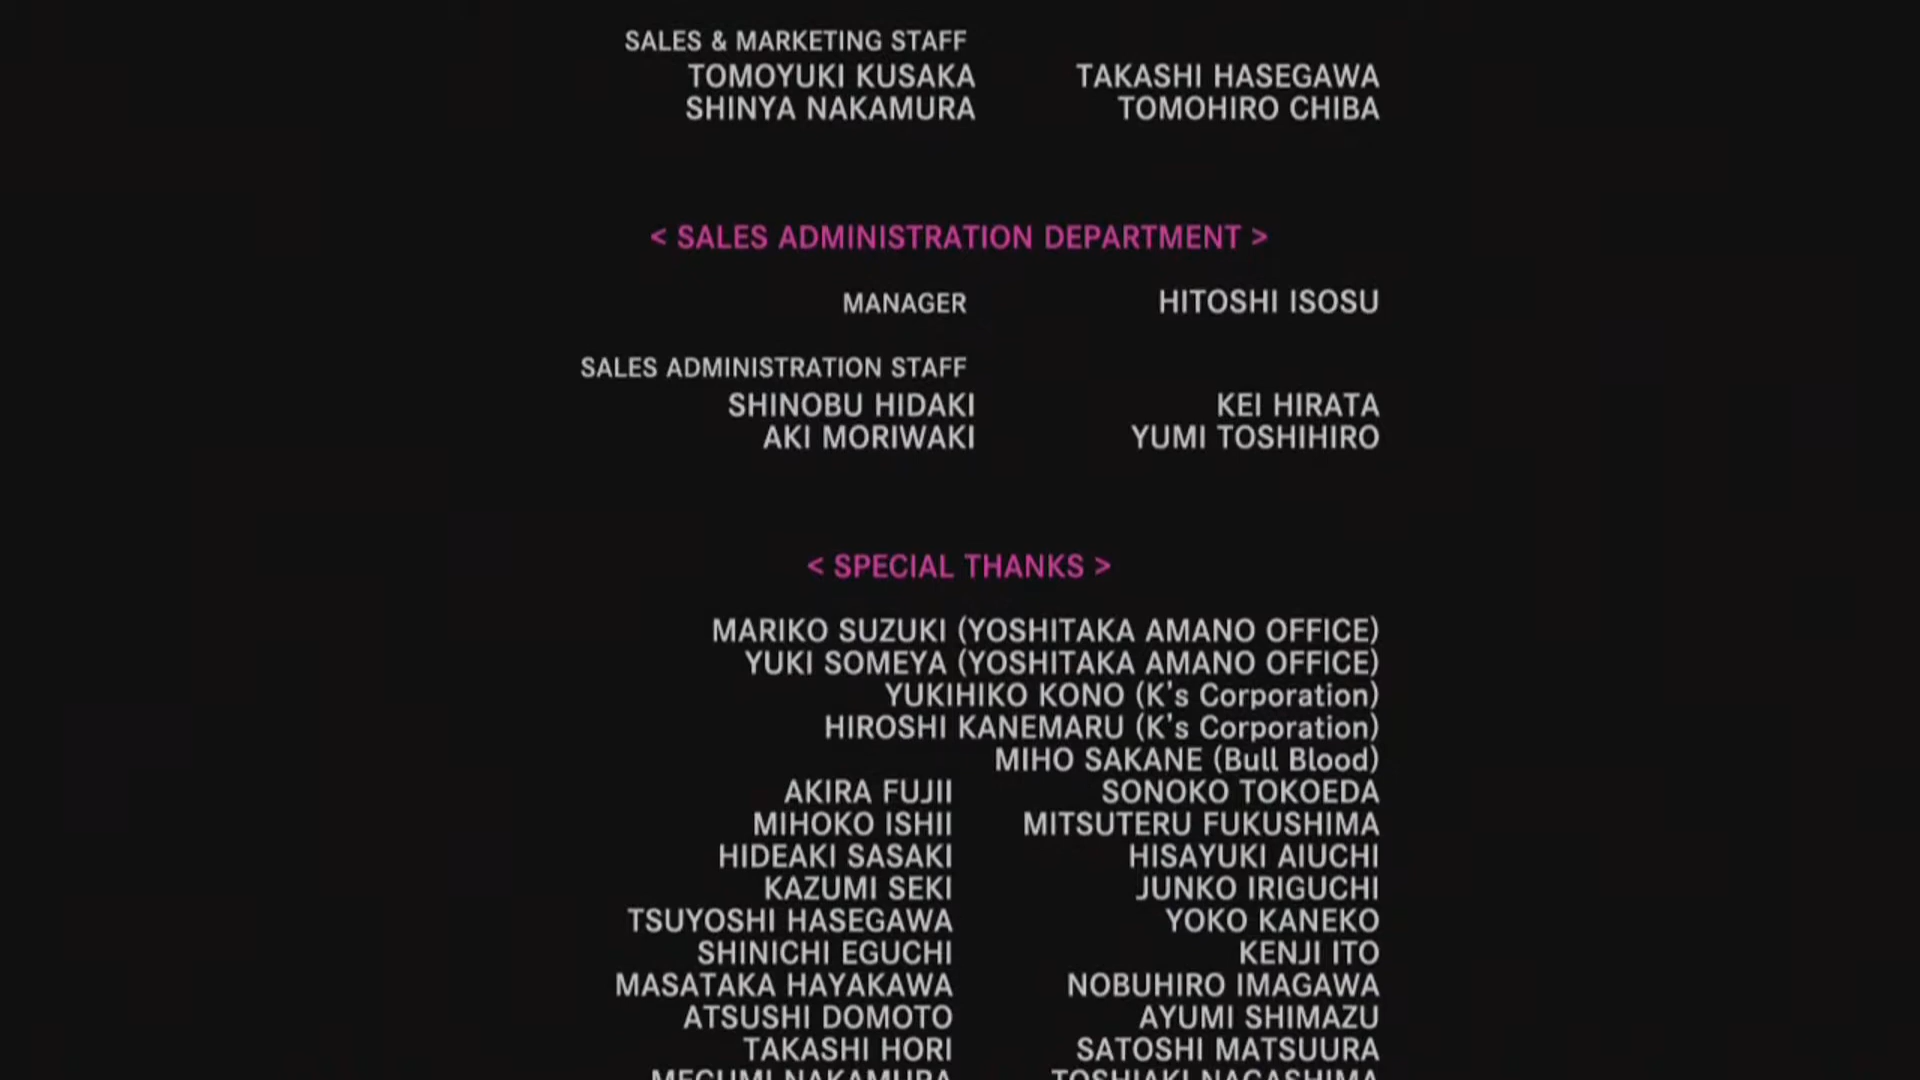 SALES & MARKETING STAFF
TOMOYUKI KUSAKA TAKASHI HASEGAWA
SHINYA NAKAMURA TOMOHIRO CHIBA
< SALES ADMINISTRATION DEPARTMENT >
MANAGER HITOSHI ISOSU
SALES ADMINISTRATION STAFF
SHINOBU HIDAKI KEI HIRATA
AKI MORIWAKI YUMI TOSHIHIRO
< SPECIAL THANKS >
MARIKO SUZUKI (YOSHITAKA AMANO OFFICE)
YUKI SOMEYA (YOSHITAKA AMANO OFFICE)
YUKIHIKO KONO (K's Corporation)
HIROSHI KANEMARU (K's Corporation)
MIHO SAKANE (Bull Blood)
AKIRA FUJII SONOKO TOKOEDA
MIHOKO ISHII MITSUTERU FUKUSHIMA
HIDEAKI SASAKI HISAYUKI AIUCHI
KAZUMI SEKI JUNKO IRIGUCHI
TSUYOSHI HASEGAWA YOKO KANEKO
SHINICHI EGUCHI KENJI ITO
MASATAKA HAYAKAWA NOBUHIRO IMAGAWA
ATSUSHI DOMOTO AYUMI SHIMAZU
TAKASHI HORI SATOSHI MATSUURA
MEGUMI NAKAMURA TOSHIAKI NAGASHIMA